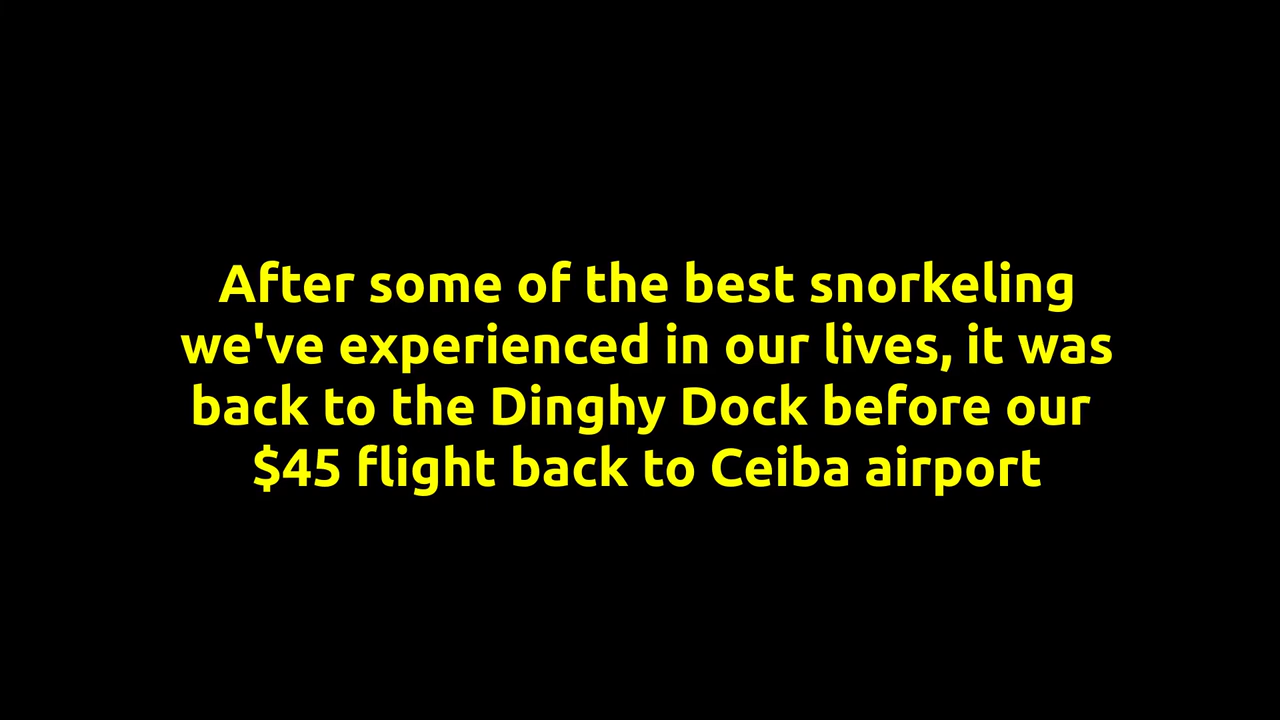 After some of the best snorkeling
we've experienced in our lives, it was
back to the Dinghy Dock before our
$45 flight back to Ceiba airport